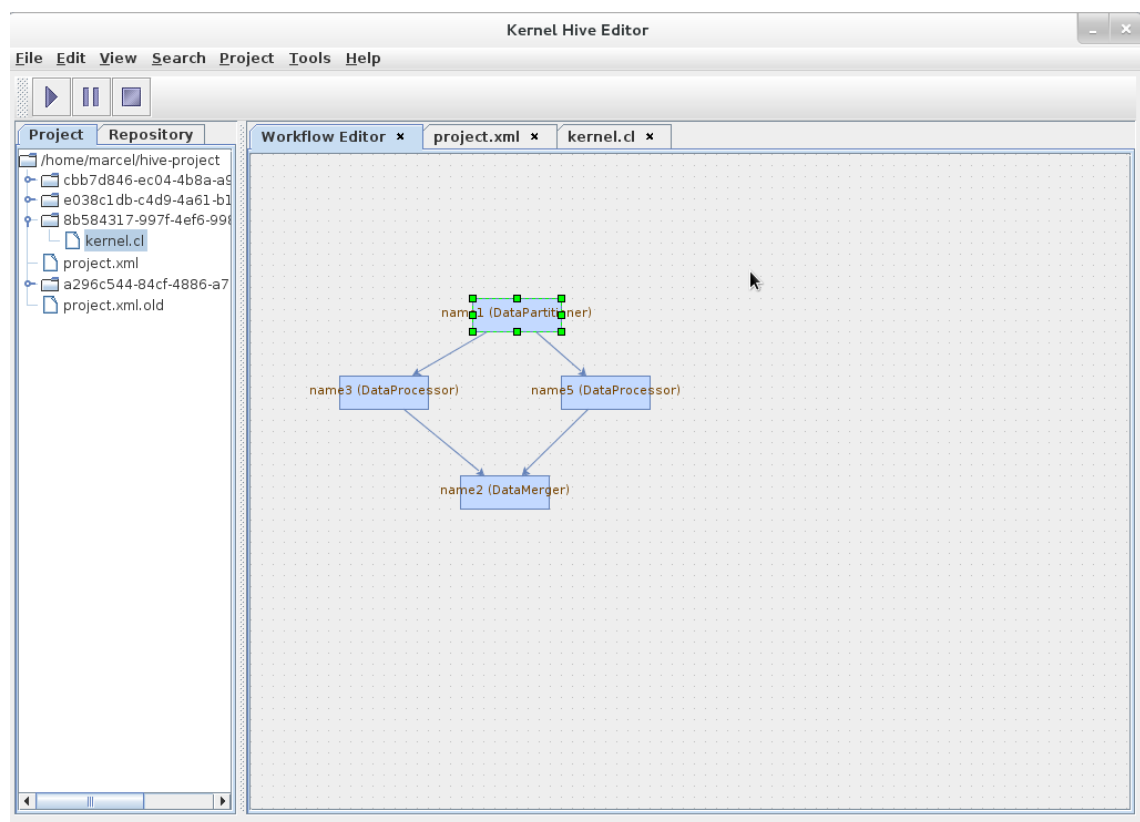 Kernel Hive Editor
File Edit View Search Project Tools Help
Project Repository
/home/marcel/hive-project
cbb7d846-ec04-4b8a-a9
e038c1db-c4d9-4a61-b1
8b584317-997f-4ef6-998
kernel.cl
project.xml
a296c544-84cf-4886-a7
project.xml.old
Workflow Editor × project.xml × kernel.cl ×
name1 (DataPartitioner)
name3 (DataProcessor) name5 (DataProcessor)
name2 (DataMerger)